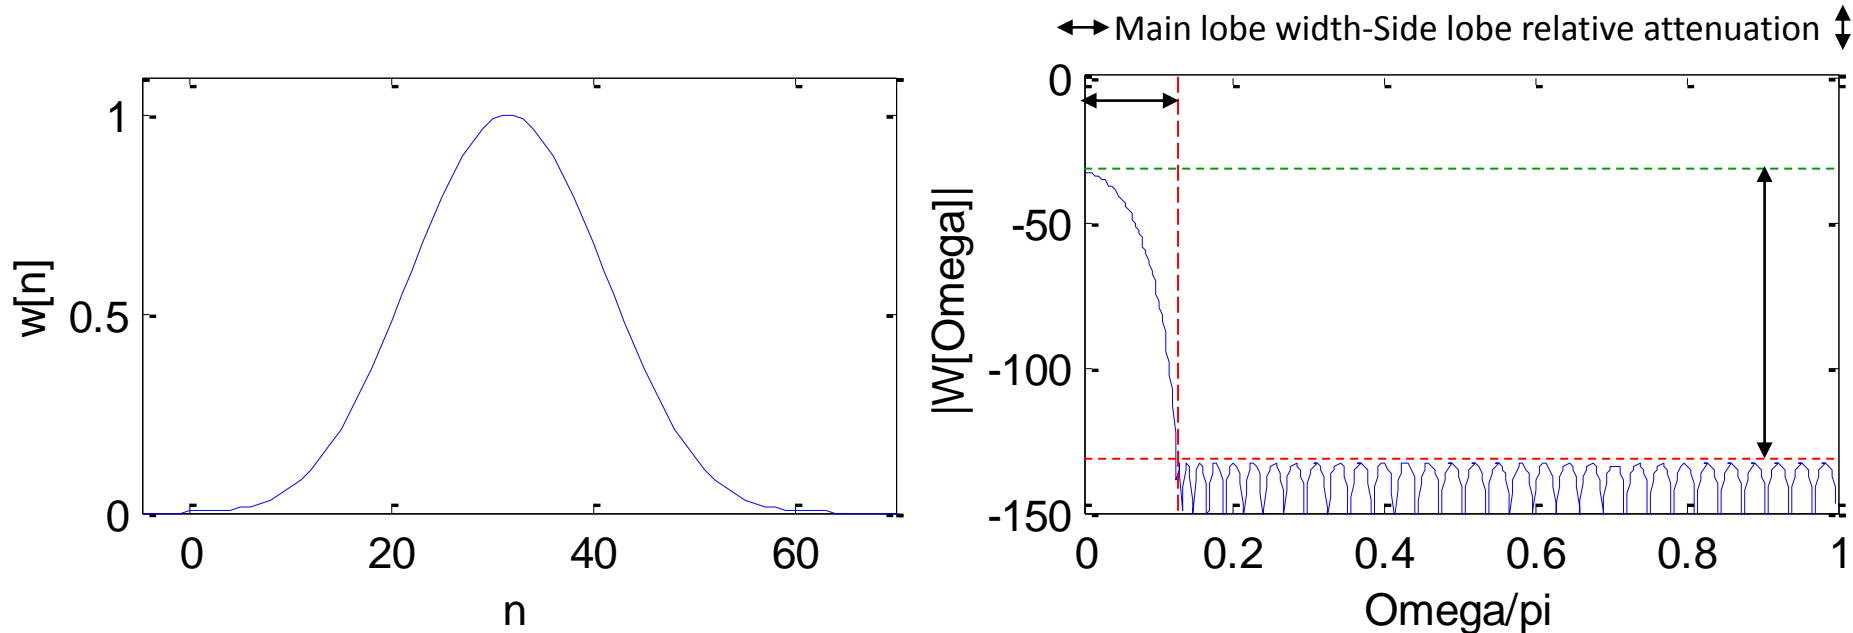 Main lobe width-Side lobe relative attenuation
1
0.5
0
w[n]
0 20 40 60
n
0
-50
-100
-150
|W[Omega]|
0 0.2 0.4 0.6 0.8 1
Omega/pi